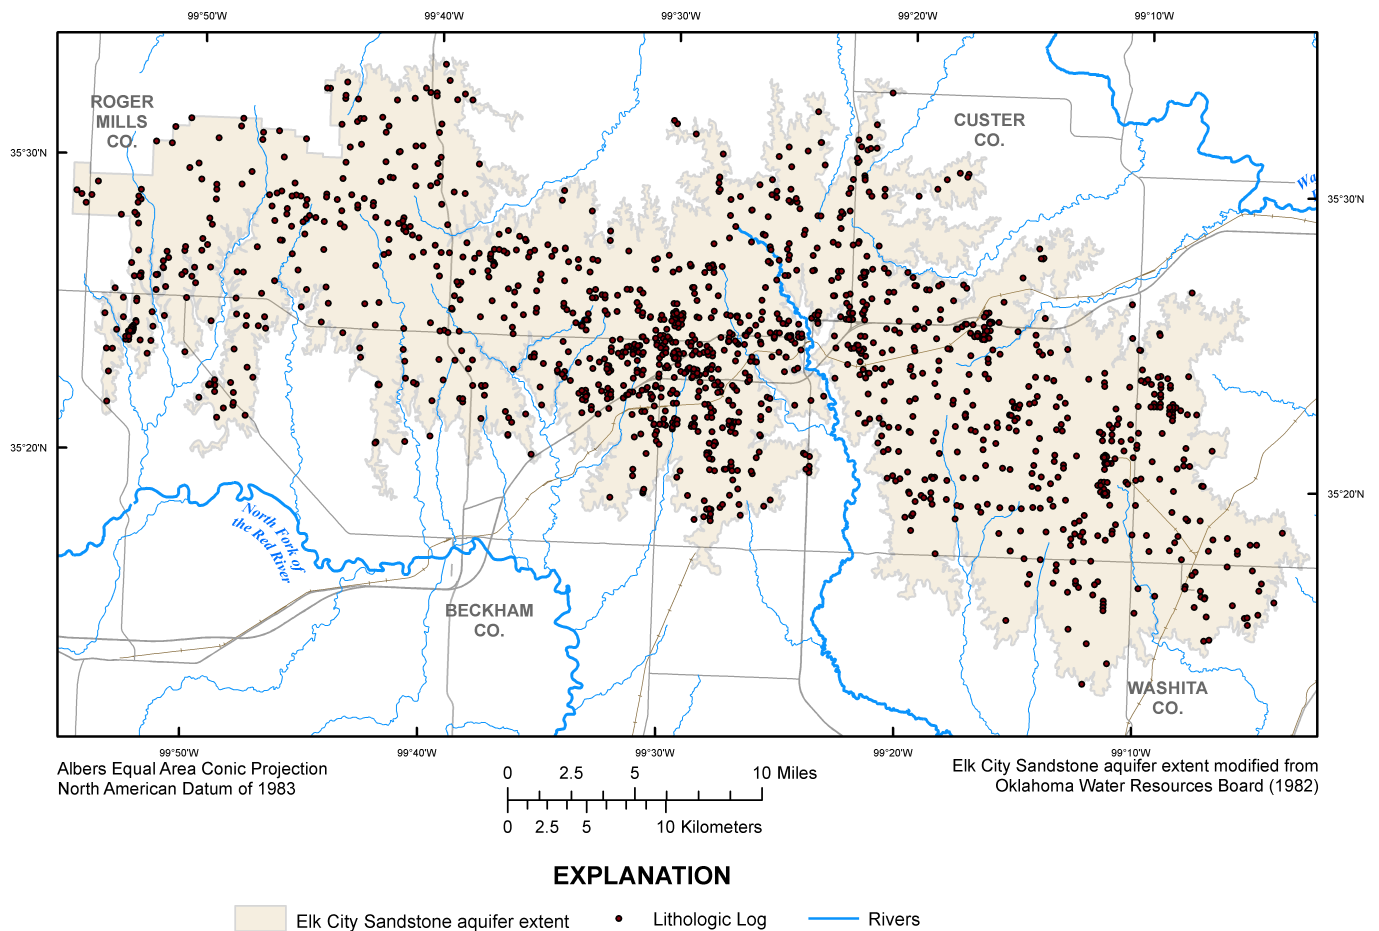 99°50'W 99°40'W 99°30'W 99°20'W 99°10'W
ROGER
MILLS
CO.
CUSTER
CO.
35°30'N
35°30'N
35°20'N
35°20'N
North Fork of
the Red River
BECKHAM
CO.
WASHITA
CO.
99°50'W 99°40'W 99°30'W 99°20'W 99°10'W
Albers Equal Area Conic Projection
North American Datum of 1983
0 2.5 5 10 Miles
0 2.5 5 10 Kilometers
Elk City Sandstone aquifer extent modified from
Oklahoma Water Resources Board (1982)
EXPLANATION
Elk City Sandstone aquifer extent
Lithologic Log
Rivers